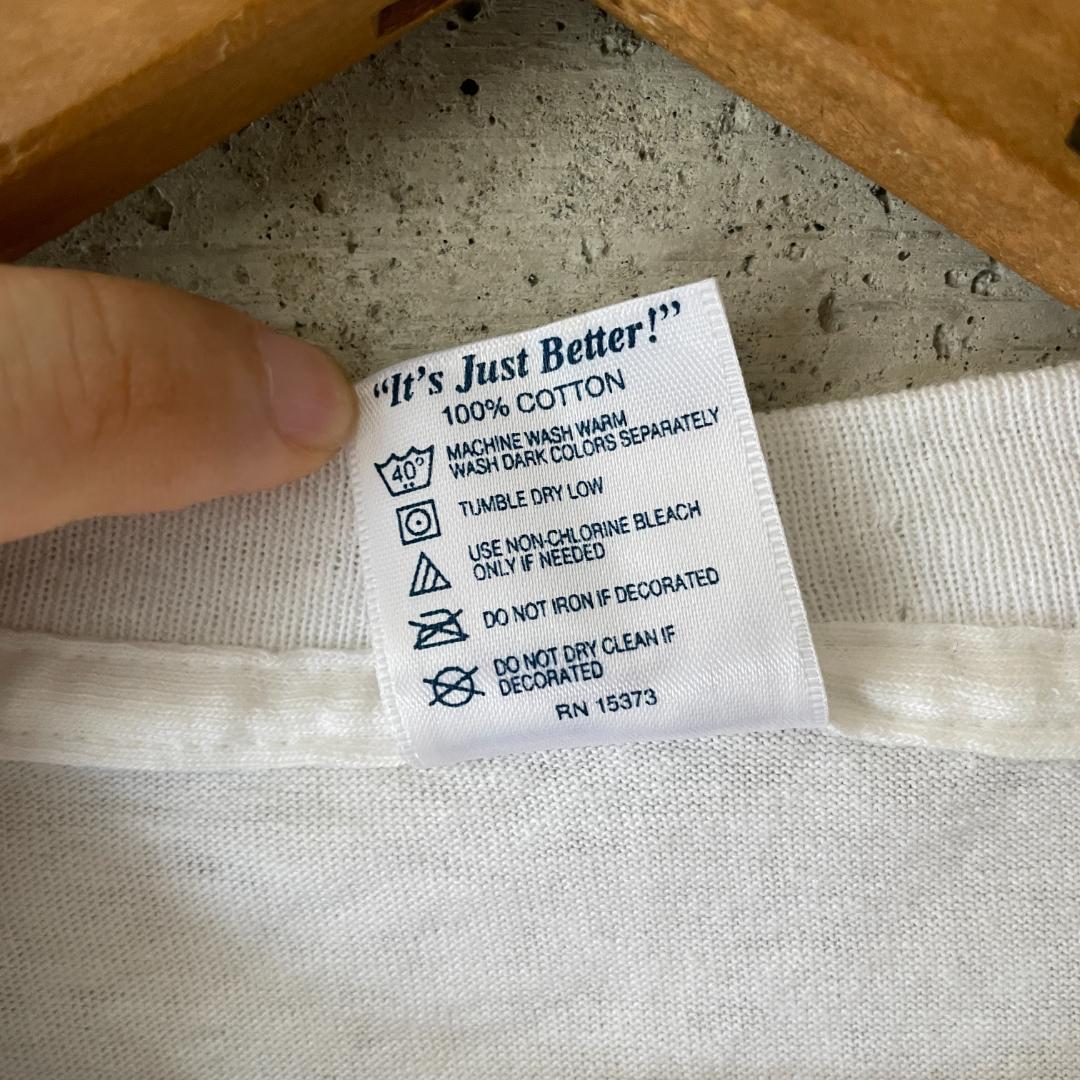 “It’s Just Better!”
100% COTTON
40°
MACHINE WASH WARM
WASH DARK COLORS SEPARATELY
TUMBLE DRY LOW
USE NON-CHLORINE BLEACH
ONLY IF NEEDED
DO NOT IRON IF DECORATED
DO NOT DRY CLEAN IF
DECORATED
RN 15373